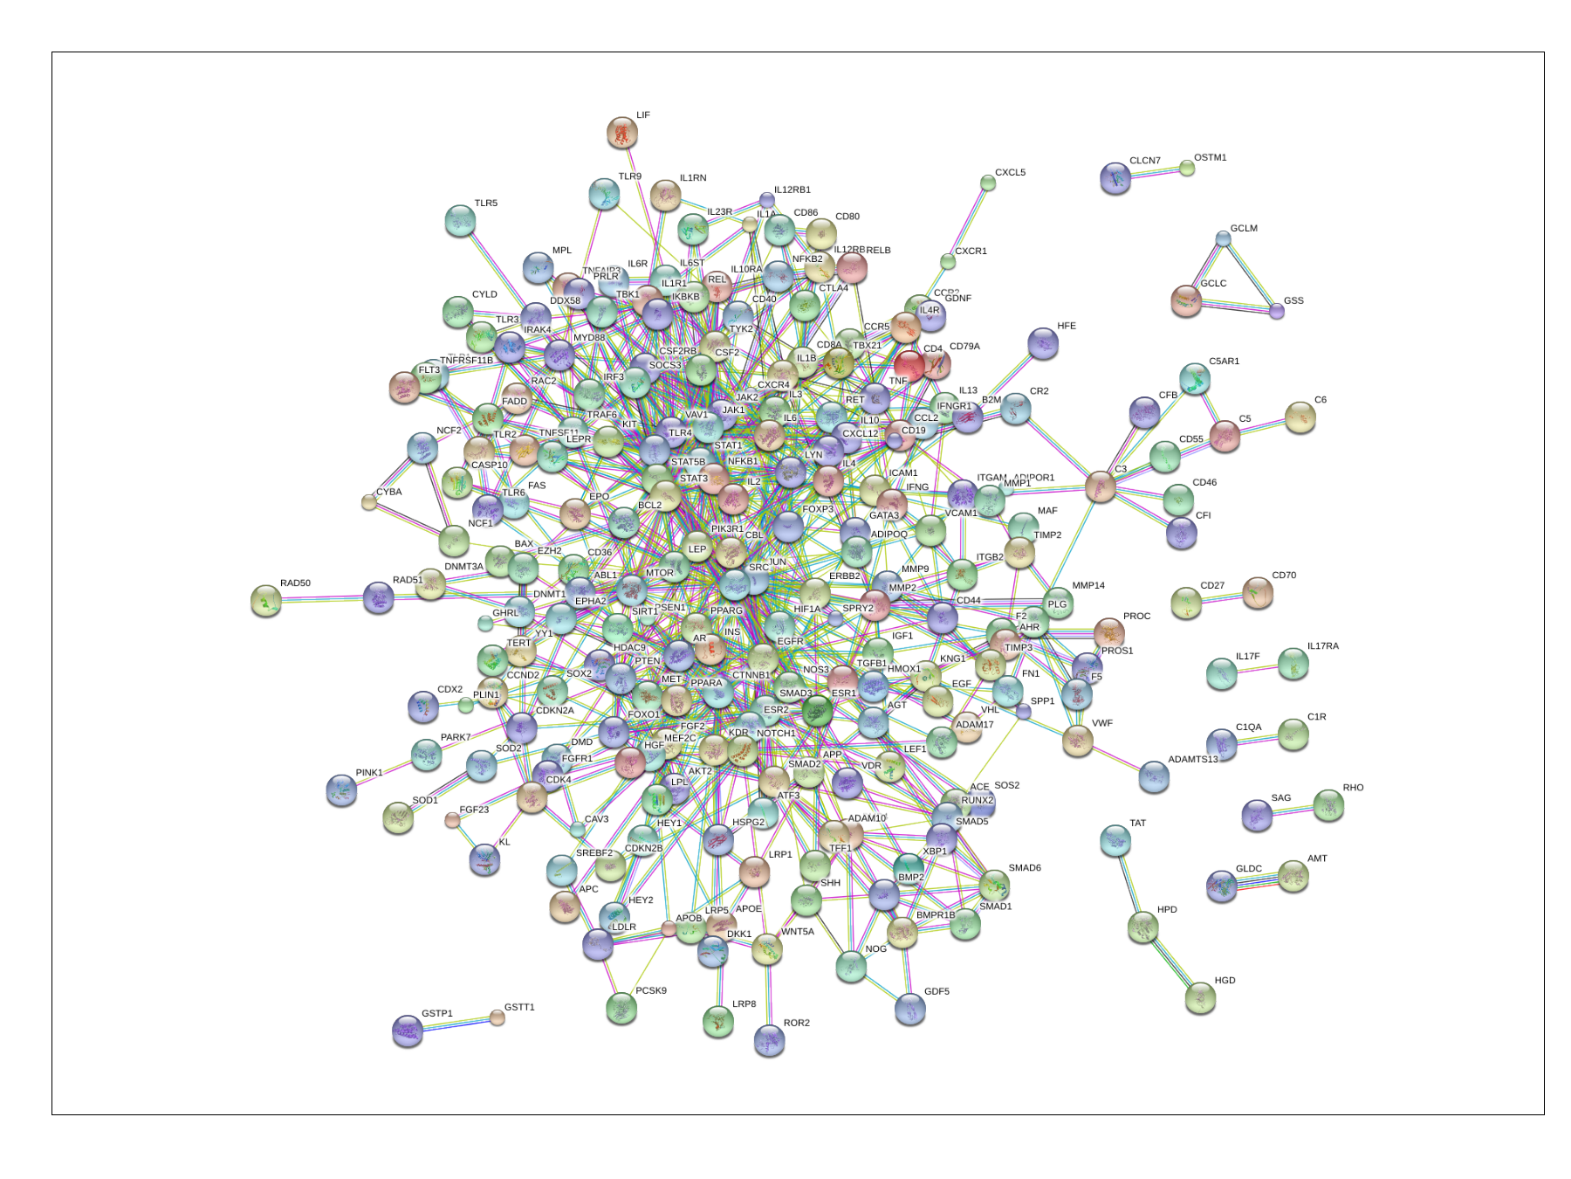 LIF
CLCN7
OSTM1
TLR9
IL1RN
IL12RB1
CXCL5
TLR5
IL23R
IL1A
CD86
CD80
GCLM
MPL
IL6R
IL6ST
IL10RA
NFKB2
IL12RB
RELB
CXCR1
PRLR
TBK1
IL1R1
REL
CTLA4
GCLC
GSS
CYLD
DDX58
IKBKB
CD40
GDNF
IL4R
TLR3
IRAK4
MYD88
TYK2
CCR5
HFE
TNFRSF11B
FLT3
RAC2
IRF3
CSF2RB
SOCS3
CSF2
IL1B
CD8A
TBX21
CD4
CD79A
C5AR1
FADD
CXCR4
TNF
JAK2
IL3
RET
IL13
IFNGR1
B2M
CR2
CFB
C6
TRAF6
KIT
VAV1
JAK1
IL6
IL10
CCL2
C5
NCF2
TLR2
TNFSF11
LEPR
TLR4
STAT1
CXCL12
CD19
CD55
CASP10
STAT5B
NFKB1
LYN
IL4
C3
CYBA
TLR6
FAS
EPO
STAT3
IL2
ICAM1
IFNG
ITGAM
ADIPOR1
MMP1
CD46
NCF1
BCL2
FOXP3
GATA3
VCAM1
MAF
CFI
BAX
EZH2
CD36
PIK3R1
CBL
ADIPOQ
TIMP2
LEP
ITGB2
RAD50
RAD51
DNMT3A
ABL1
MTOR
SRC
JUN
ERBB2
MMP9
MMP2
MMP14
CD27
CD70
DNMT1
EPHA2
GHRL
SIRT1
PSEN1
PPARG
HIF1A
SPRY2
CD44
PLG
PROC
YY1
TERT
AR
INS
EGFR
IGF1
F2
AHR
TIMP3
PROS1
IL17F
IL17RA
HDAC9
PTEN
CCND2
SOX2
MET
PPARA
CTNNB1
NOS3
TGFB1
HMOX1
KNG1
FN1
F5
CDX2
PLIN1
CDKN2A
FOXO1
SMAD3
ESR1
EGF
SPP1
ESR2
AGT
ADAM17
VHL
VWF
C1QA
C1R
PARK7
SOD2
DMD
FGFR1
HGF
MEF2C
FGF2
KDR
NOTCH1
APP
LEF1
ADAMTS13
PINK1
CDK4
LPL
AKT2
SMAD2
VDR
SOD1
FGF23
CAV3
HEY1
ATF3
HSPG2
ACE
SOS2
RUNX2
SAG
RHO
KL
SREBF2
CDKN2B
LRP1
ADAM10
TFF1
SMAD5
XBP1
TAT
APC
HEY2
SHH
BMP2
SMAD6
GLDC
AMT
LDLR
APOB
LRP5
APOE
DKK1
WNT5A
BMPR1B
SMAD1
HPD
NOG
PCSK9
LRP8
GDF5
HGD
GSTP1
GSTT1
ROR2